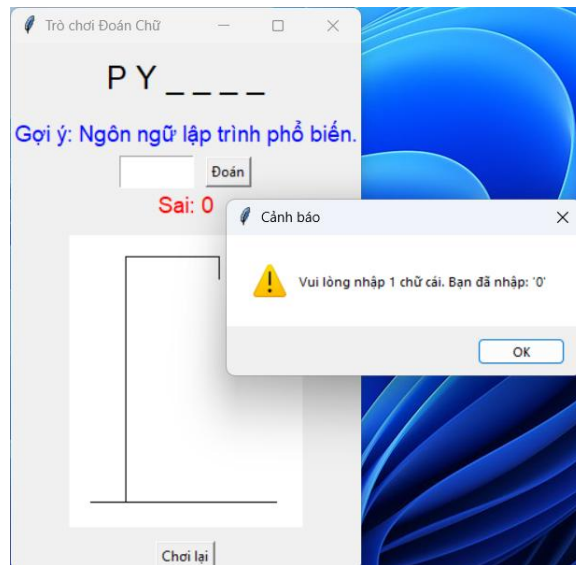 Trò chơi Đoán Chữ
P Y _ _ _ _
Gợi ý: Ngôn ngữ lập trình phổ biến.
Đoán
Sai: 0
Cảnh báo
Vui lòng nhập 1 chữ cái. Bạn đã nhập: '0'
OK
Chơi lại